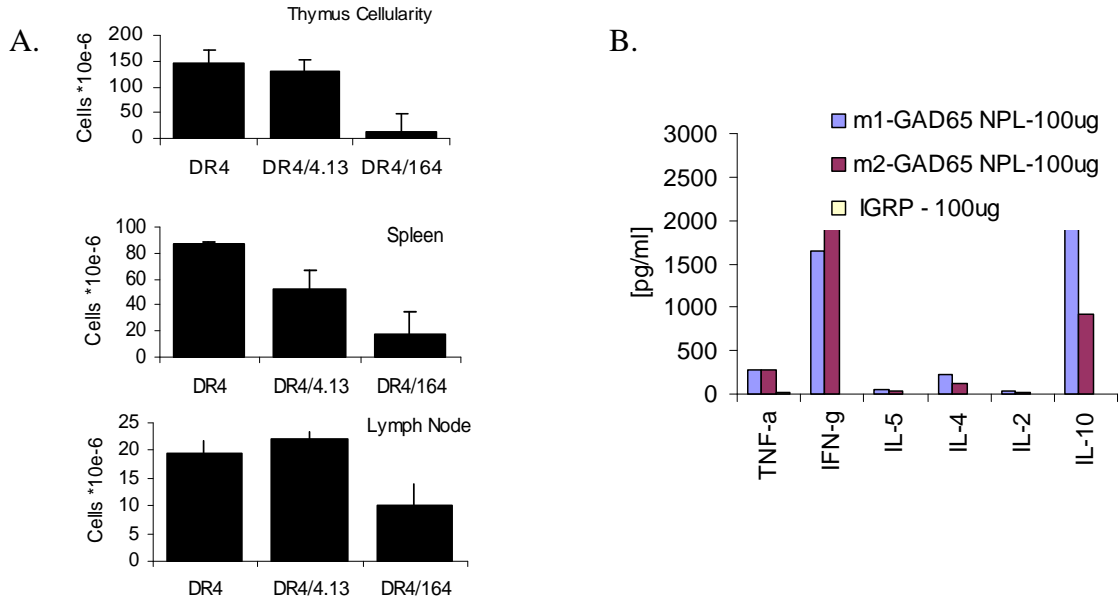 A.
Thymus Cellularity
Cells *10e-6
200
150
100
50
0
DR4 DR4/4.13 DR4/164
Spleen
Cells *10e-6
100
80
60
40
20
0
DR4 DR4/4.13 DR4/164
Lymph Node
Cells *10e-6
25
20
15
10
5
0
DR4 DR4/4.13 DR4/164
B.
m1-GAD65 NPL-100ug
m2-GAD65 NPL-100ug
IGRP - 100ug
[pg/ml]
3000
2500
2000
1500
1000
500
0
TNF-a
IFN-g
IL-5
IL-4
IL-2
IL-10